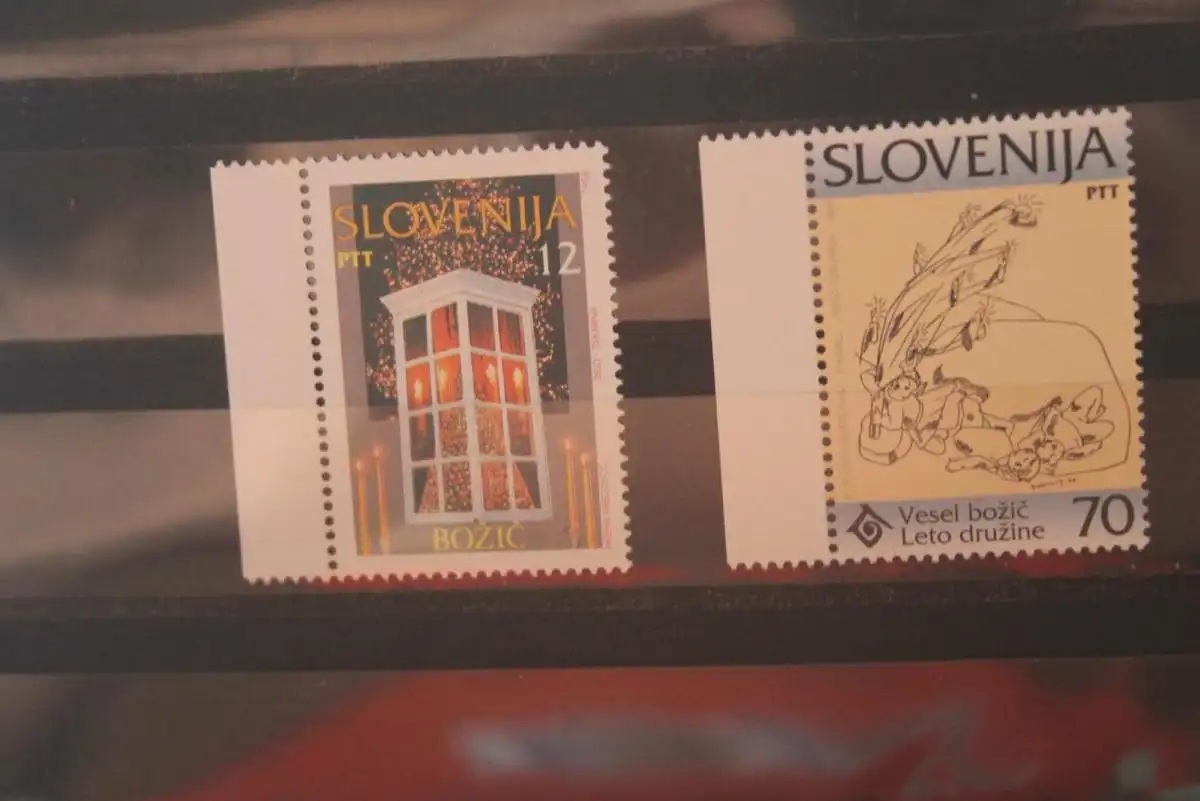 SLOVENIJA
PTT
12
BOŽIČ
SLOVENIJA
PTT
Vesel božič
Leto družine
70